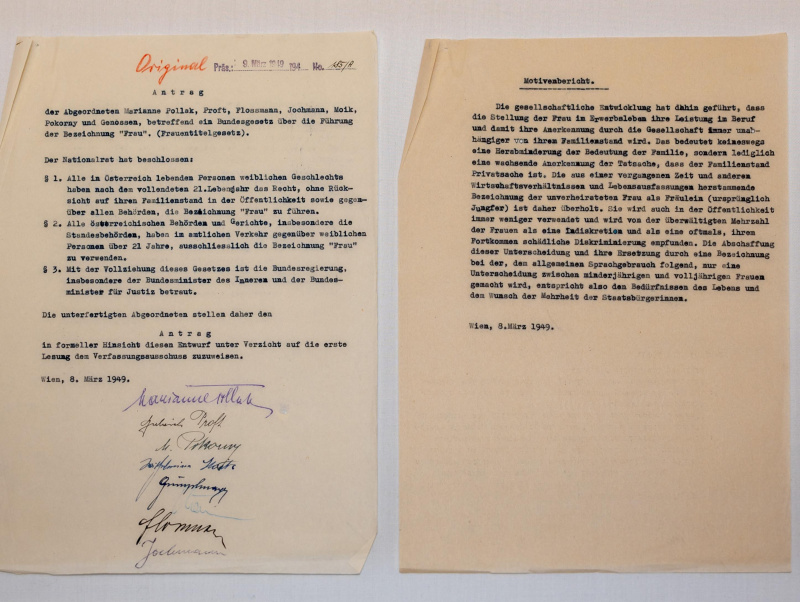 Original Präs.: 9. März 1949 194 No.
Antrag
der Abgeordneten Marianne Pollak, Proft, Flossmann, Jochmann, Moik,
Pokorny und Genossen, betreffend ein Bundesgesetz über die Führung
der Bezeichnung "Frau". (Frauentitelgesetz).
Der Nationalrat hat beschlossen:
§ 1. Alle in Österreich lebenden Personen weiblichen Geschlechts
haben nach dem vollendeten 21.Lebensjahr das Recht, ohne Rück-
sicht auf ihren Familienstand in der Öffentlichkeit sowie gegen-
über allen Behörden, die Bezeichnung "Frau" zu führen.
§ 2. Alle österreichischen Behörden und Gerichte, insbesondere die
Standesbehörden, haben im amtlichen Verkehr gegenüber weiblichen
Personen über 21 Jahre, ausschliesslich die Bezeichnung "Frau"
zu verwenden.
§ 3. Mit der Vollziehung dieses Gesetzes ist die Bundesregierung,
insbesondere der Bundesminister des Inneren und der Bundes-
minister für Justiz betraut.
Die unterfertigten Abgeordneten stellen daher den
Antrag
in formeller Hinsicht diesen Entwurf unter Verzicht auf die erste
Lesung dem Verfassungsausschuss zuzuweisen.
Wien, 8. März 1949.
Marianne Pollak
Gabriele Proft
M. Pokorny
Flossmann
Jochmann
Motivenbericht.
Die gesellschaftliche Entwicklung hat dahin geführt, dass
die Stellung der Frau im Erwerbsleben ihre Leistung im Beruf
und damit ihre Anerkennung durch die Gesellschaft immer unab-
hängiger von ihrem Familienstand wird. Das bedeutet keineswegs
eine Herabminderung der Bedeutung der Familie, sondern lediglich
eine wachsende Anerkennung der Tatsache, dass der Familienstand
Privatsache ist. Die aus einer vergangenen Zeit und anderen
Wirtschaftsverhältnissen und Lebensauffassungen herstammende
Bezeichnung der unverheirateten Frau als Fräulein (ursprünglich
Jungfer) ist daher überholt. Sie wird auch in der Öffentlichkeit
immer weniger verwendet und wird von der überwältigten Mehrzahl
der Frauen als eine Indiskretion und als eine oftmals, ihrem
Fortkommen schädliche Diskriminierung empfunden. Die Abschaffung
dieser Unterscheidung und ihre Ersetzung durch eine Bezeichnung
bei der, dem allgemeinen Sprachgebrauch folgend, nur eine
Unterscheidung zwischen minderjährigen und volljährigen Frauen
gemacht wird, entspricht also den Bedürfnissen des Lebens und
dem Wunsch der Mehrheit der Staatsbürgerinnen.
Wien, 8.März 1949.